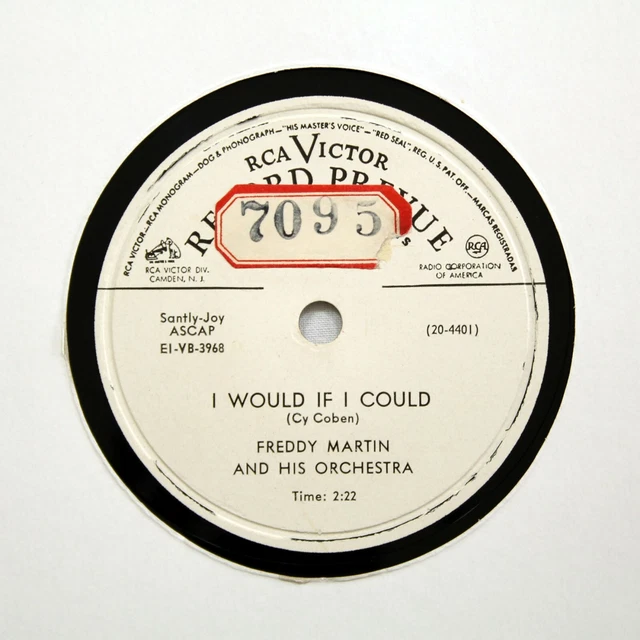 RCA VICTOR—RCA MONOGRAM—DOG & PHONOGRAPH—"HIS MASTER'S VOICE"—"RED SEAL", REG. U.S. PAT. OFF.—MARCAS REGISTRADAS
RCA VICTOR
RECORD PREVUE
7095
RCA
RCA VICTOR DIV.
CAMDEN, N. J.
RADIO CORPORATION
OF AMERICA
Santly-Joy
ASCAP
E1-VB-3968
(20-4401)
I WOULD IF I COULD
(Cy Coben)
FREDDY MARTIN
AND HIS ORCHESTRA
Time: 2:22